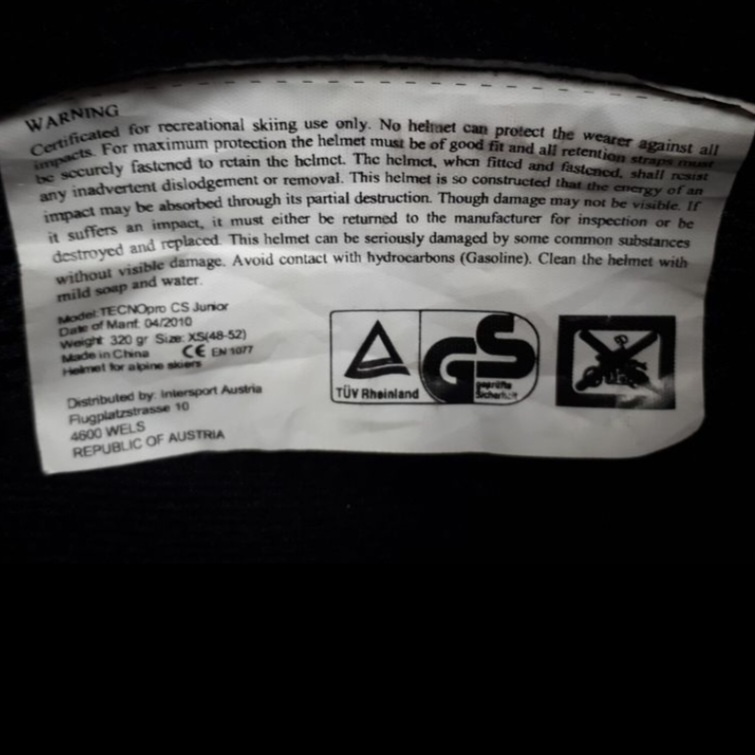 WARNING
Certificated for recreational skiing use only. No helmet can protect the wearer against all
impacts. For maximum protection the helmet must be of good fit and all retention straps must
be securely fastened to retain the helmet. The helmet, when fitted and fastened, shall resist
any inadvertent dislodgement or removal. This helmet is so constructed that the energy of an
impact may be absorbed through its partial destruction. Though damage may not be visible. If
it suffers an impact, it must either be returned to the manufacturer for inspection or be
destroyed and replaced. This helmet can be seriously damaged by some common substances
without visible damage. Avoid contact with hydrocarbons (Gasoline). Clean the helmet with
mild soap and water.
Model: TECNOpro CS Junior
Date of Manf. 04/2010
Weight: 320 gr Size: XS(48-52)
Made in China CE EN 1077
Helmet for alpine skiers
Distributed by: Intersport Austria
Flugplatzstrasse 10
4600 WELS
REPUBLIC OF AUSTRIA
TÜV Rheinland
GS
geprüfte
Sicherheit